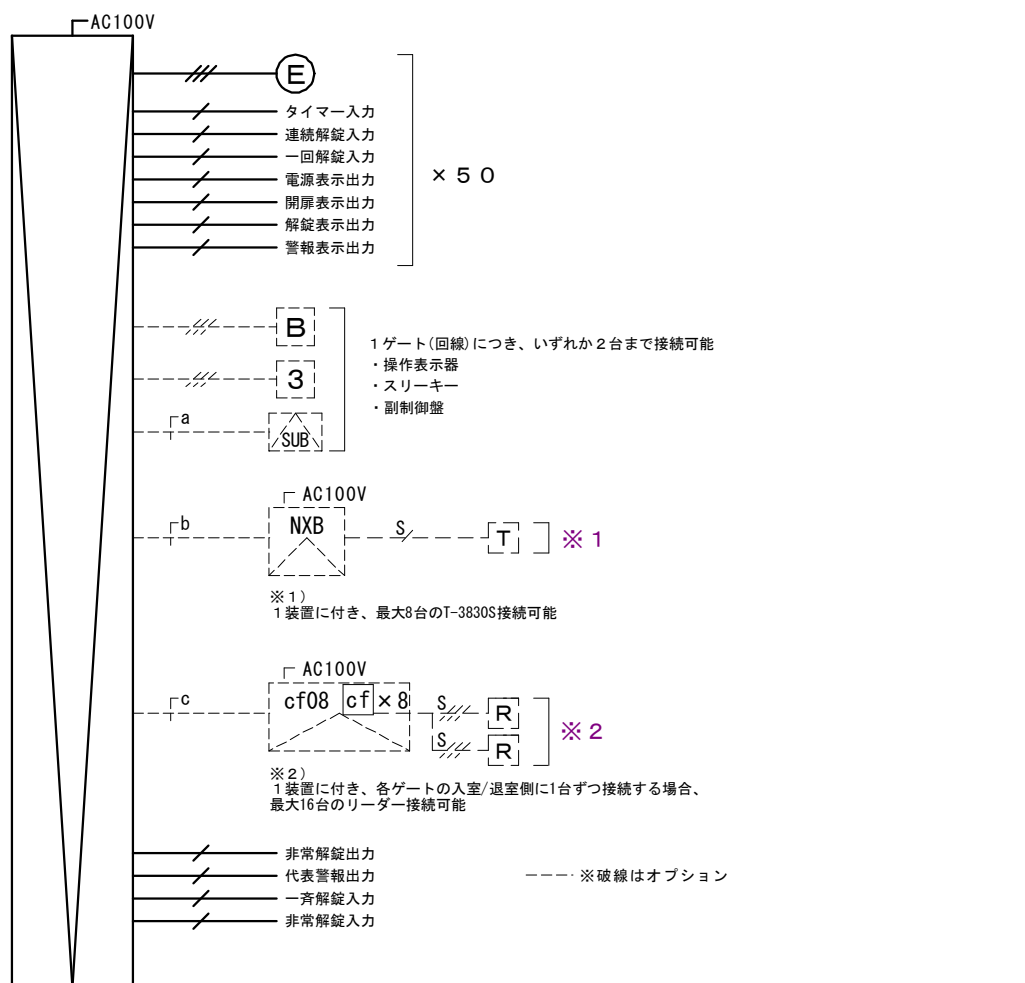 AC100V
E
タイマー入力
連続解錠入力
一回解錠入力
電源表示出力
開扉表示出力
解錠表示出力
警報表示出力
×５０
B
3
a
SUB
１ゲート(回線)につき、いずれか２台まで接続可能
・操作表示器
・スリーキー
・副制御盤
AC100V
b
NXB
S
T
※１
※１)
１装置に付き、最大8台のT-3830S接続可能
AC100V
c
cf08 cf ×8
S
R
S
R
※２
※２)
１装置に付き、各ゲートの入室/退室側に1台ずつ接続する場合、
最大16台のリーダー接続可能
非常解錠出力
代表警報出力
一斉解錠入力
非常解錠入力
※破線はオプション